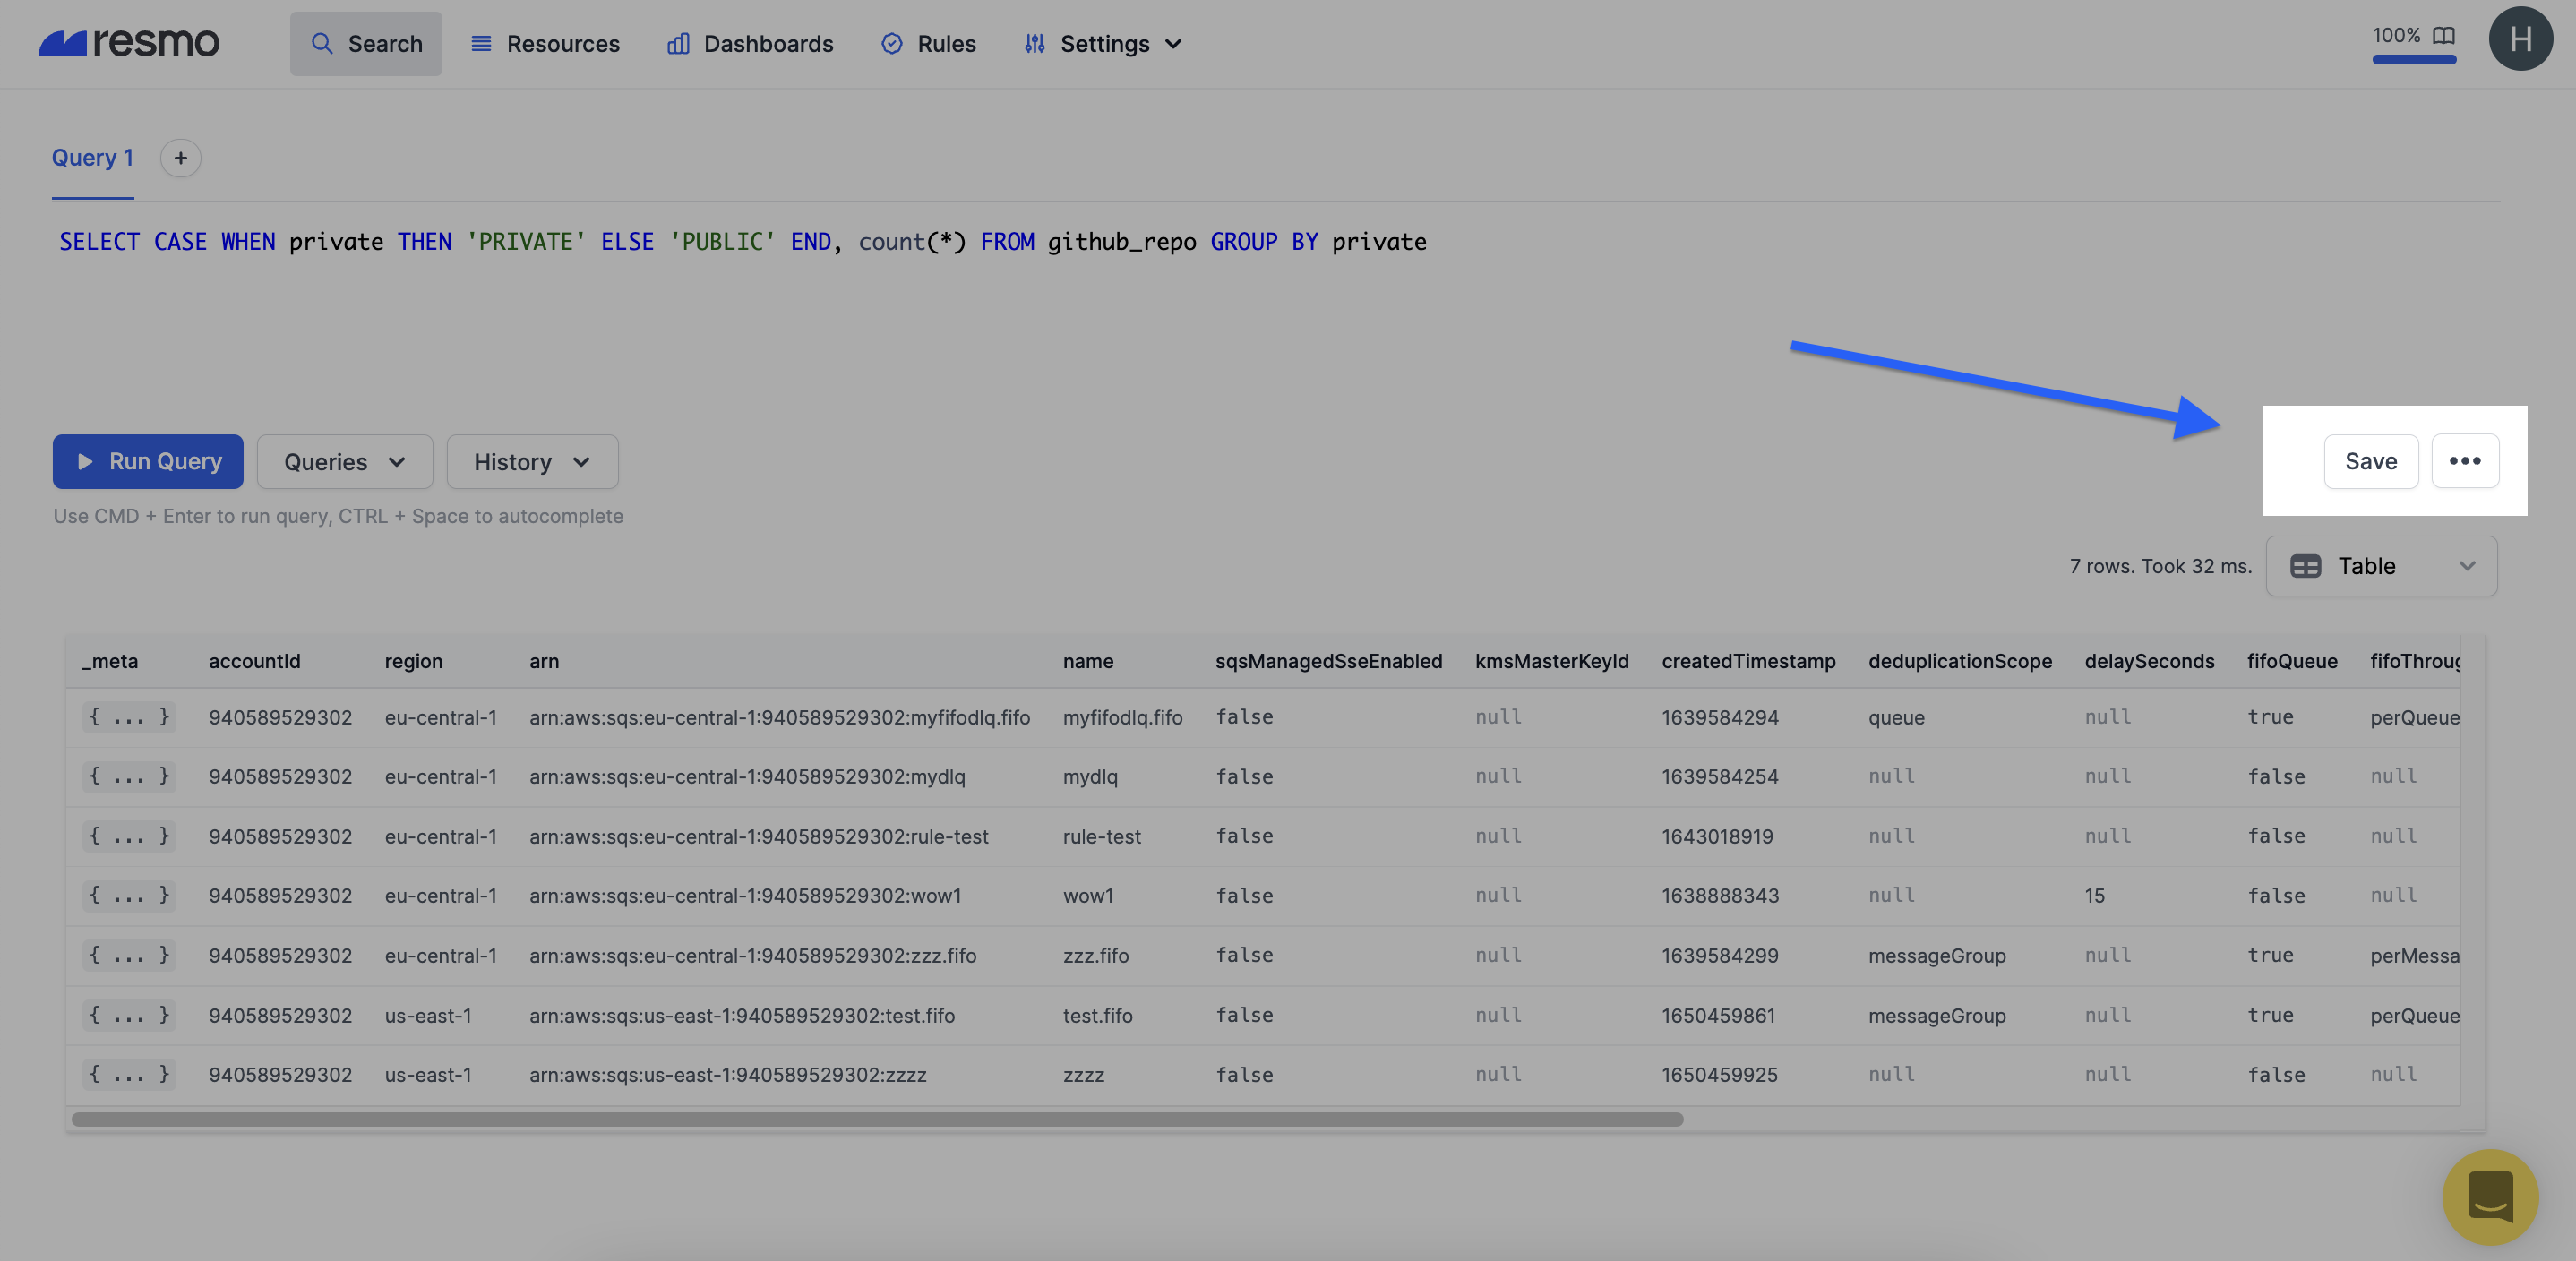 resmo Search Resources Dashboards Rules Settings 100% H
Query 1 +
SELECT CASE WHEN private THEN 'PRIVATE' ELSE 'PUBLIC' END, count(*) FROM github_repo GROUP BY private
Run Query Queries History Save •••
Use CMD + Enter to run query, CTRL + Space to autocomplete
7 rows. Took 32 ms. Table
_meta accountId region arn name sqsManagedSseEnabled kmsMasterKeyId createdTimestamp deduplicationScope delaySeconds fifoQueue fifoThroug
{ ... } 940589529302 eu-central-1 arn:aws:sqs:eu-central-1:940589529302:myfifodlq.fifo myfifodlq.fifo false null 1639584294 queue null true perQueue
{ ... } 940589529302 eu-central-1 arn:aws:sqs:eu-central-1:940589529302:mydlq mydlq false null 1639584254 null null false null
{ ... } 940589529302 eu-central-1 arn:aws:sqs:eu-central-1:940589529302:rule-test rule-test false null 1643018919 null null false null
{ ... } 940589529302 eu-central-1 arn:aws:sqs:eu-central-1:940589529302:wow1 wow1 false null 1638888343 null 15 false null
{ ... } 940589529302 eu-central-1 arn:aws:sqs:eu-central-1:940589529302:zzz.fifo zzz.fifo false null 1639584299 messageGroup null true perMessa
{ ... } 940589529302 us-east-1 arn:aws:sqs:us-east-1:940589529302:test.fifo test.fifo false null 1650459861 messageGroup null true perQueue
{ ... } 940589529302 us-east-1 arn:aws:sqs:us-east-1:940589529302:zzzz zzzz false null 1650459925 null null false null